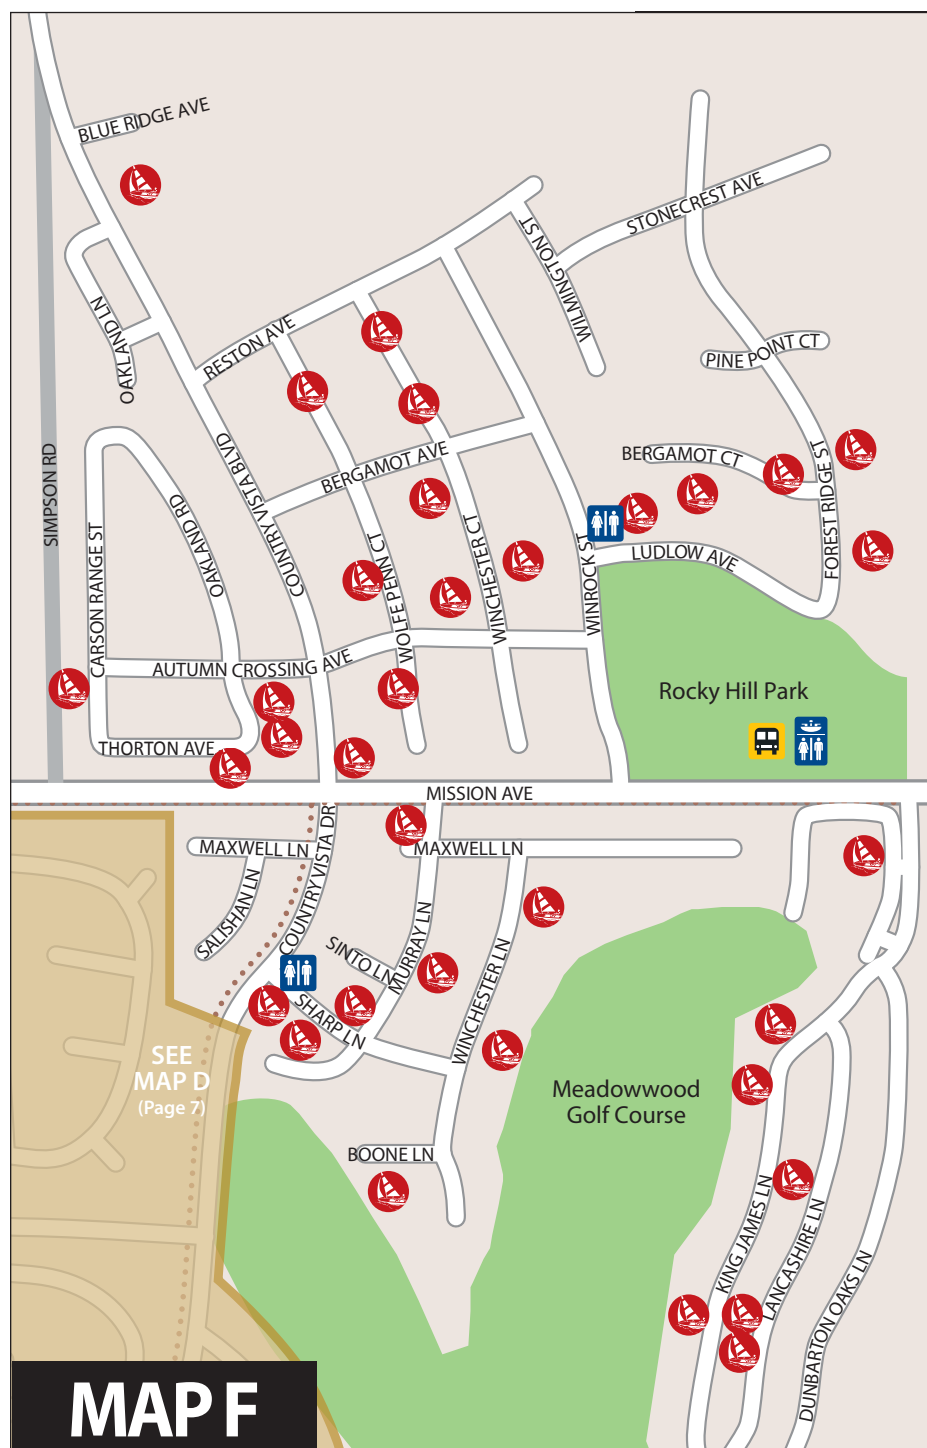 BLUE RIDGE AVE
STONECREST AVE
WILMINGTON ST
OAKLAND LN
RESTON AVE
PINE POINT CT
SIMPSON RD
COUNTRY VISTA BLVD
BERGAMOT AVE
BERGAMOT CT
FOREST RIDGE ST
OAKLAND RD
CARSON RANGE ST
WOLFE PENN CT
WINCHESTER CT
WINROCK ST
LUDLOW AVE
AUTUMN CROSSING AVE
Rocky Hill Park
THORTON AVE
MISSION AVE
MAXWELL LN
COUNTRY VISTA DR
MAXWELL LN
SALISHAN LN
SINTO LN
MURRAY LN
WINCHESTER LN
SHARP LN
SEE
MAP D
(Page 7)
Meadowwood
Golf Course
BOONE LN
KING JAMES LN
LANCASHIRE LN
DUNBARTON OAKS LN
MAP F